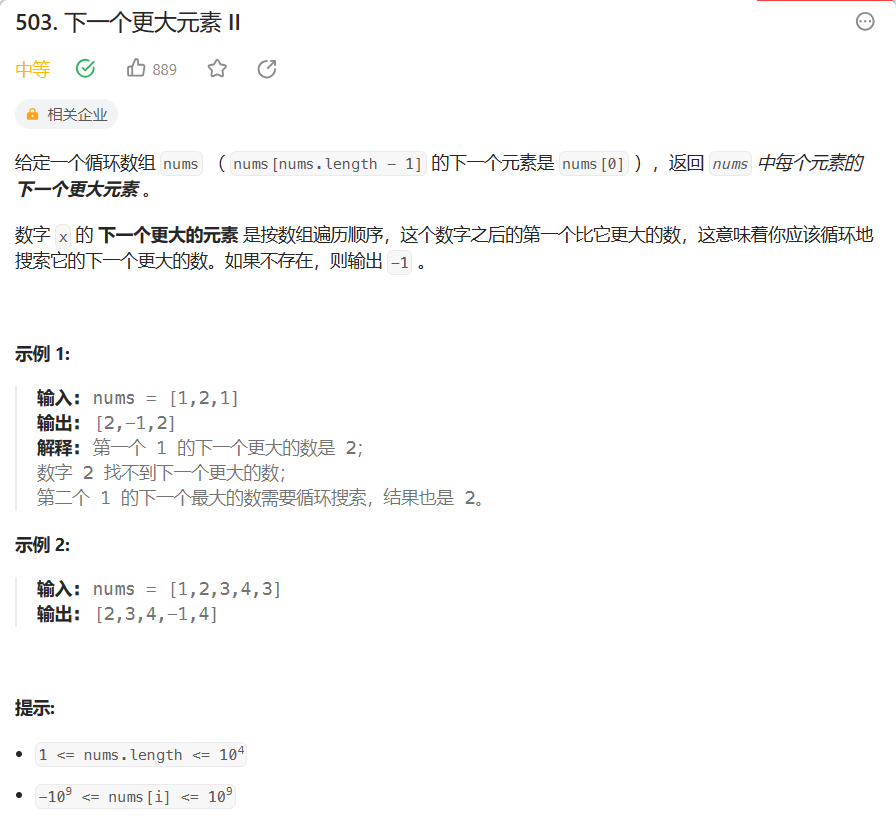 503. 下一个更大元素 II
中等 889
相关企业
给定一个循环数组 nums （ nums[nums.length - 1] 的下一个元素是 nums[0] ），返回 nums 中每个元素的
下一个更大元素 。
数字 x 的 下一个更大的元素 是按数组遍历顺序，这个数字之后的第一个比它更大的数，这意味着你应该循环地
搜索它的下一个更大的数。如果不存在，则输出 -1 。
示例 1:
输入: nums = [1,2,1]
输出: [2,-1,2]
解释: 第一个 1 的下一个更大的数是 2；
数字 2 找不到下一个更大的数；
第二个 1 的下一个最大的数需要循环搜索，结果也是 2。
示例 2:
输入: nums = [1,2,3,4,3]
输出: [2,3,4,-1,4]
提示:
• 1 <= nums.length <= 10⁴
• -10⁹ <= nums[i] <= 10⁹